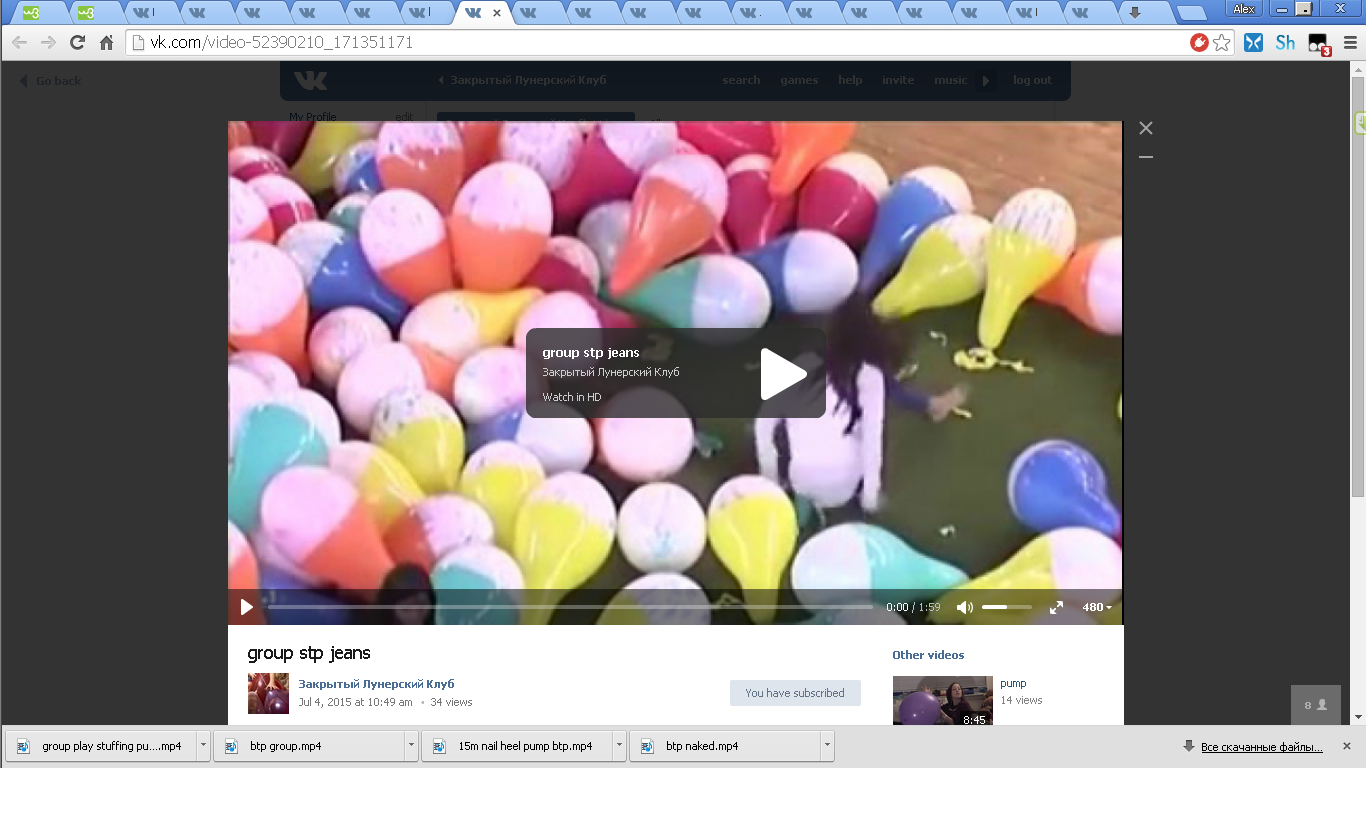 Alex
vk.com/video-52390210_171351171
Sh
3
Go back
Закрытый Лунерский Клуб
search
games
help
invite
music
log out
My Profile
edit
group stp jeans
Закрытый Лунерский Клуб
Watch in HD
0:00 / 1:59
480
group stp jeans
Закрытый Лунерский Клуб
Jul 4, 2015 at 10:49 am • 34 views
You have subscribed
Other videos
pump
14 views
8:45
8
group play stuffing pu....mp4
btp group.mp4
15m nail heel pump btp.mp4
btp naked.mp4
Все скачанные файлы...